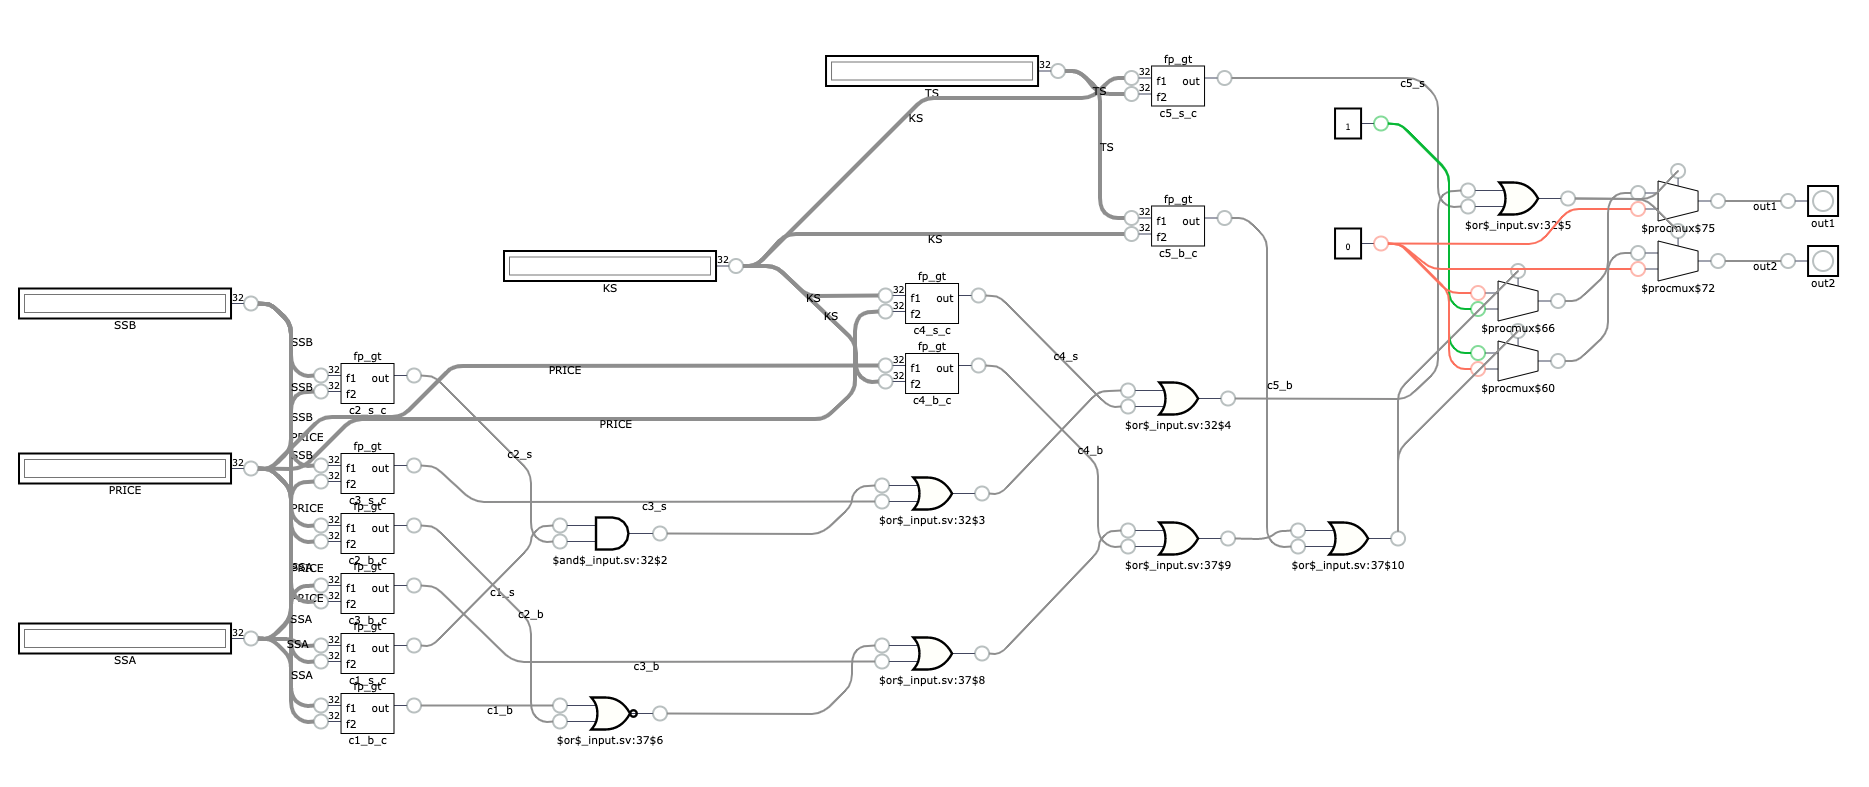 fp_gt
32
f1
out
32
f2
c5_s_c
32
TS
TS
KS
TS
c5_s
1
fp_gt
32
f1
out
32
f2
c5_b_c
KS
0
$or$_input.sv:32$5
$procmux$75
out1
out1
$procmux$72
out2
out2
$procmux$66
$procmux$60
32
KS
KS
KS
fp_gt
32
f1
out
32
f2
c4_s_c
fp_gt
32
f1
out
32
f2
c4_b_c
c4_s
c4_b
PRICE
PRICE
32
SSB
SSB
SSB
SSB
SSB
fp_gt
32
f1
out
32
f2
c2_s_c
c2_s
32
PRICE
PRICE
PRICE
PRICE
PRICE
fp_gt
32
f1
out
32
f2
c3_s_c
c3_s
fp_gt
32
f1
out
32
f2
c2_b_c
c2_b
fp_gt
32
f1
out
32
f2
c3_b_c
c3_b
32
SSA
SSA
SSA
SSA
SSA
fp_gt
32
f1
out
32
f2
c1_s_c
c1_s
fp_gt
32
f1
out
32
f2
c1_b_c
c1_b
$and$_input.sv:32$2
$or$_input.sv:37$6
$or$_input.sv:32$3
$or$_input.sv:37$8
$or$_input.sv:32$4
$or$_input.sv:37$9
$or$_input.sv:37$10
c5_b